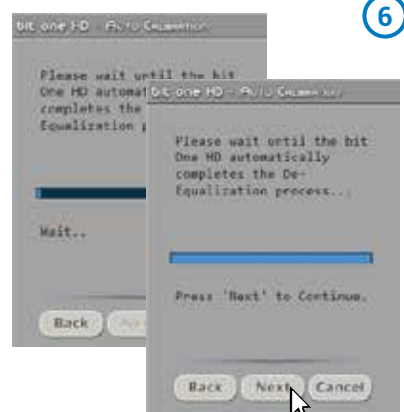 6
bit one HD - Auto Calibration
Please wait until the bit
One HD automat
completes the
Equalization p
Wait..
Back
bit one HD - Auto Calibration
Please wait until the bit
One HD automatically
completes the De-
Equalization process...
Press 'Next' to Continue.
Back Next Cancel